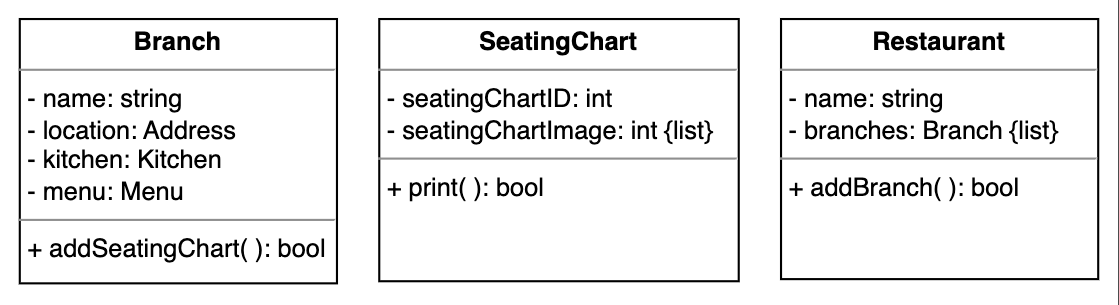 Branch
- name: string
- location: Address
- kitchen: Kitchen
- menu: Menu
+ addSeatingChart( ): bool
SeatingChart
- seatingChartID: int
- seatingChartImage: int {list}
+ print( ): bool
Restaurant
- name: string
- branches: Branch {list}
+ addBranch( ): bool